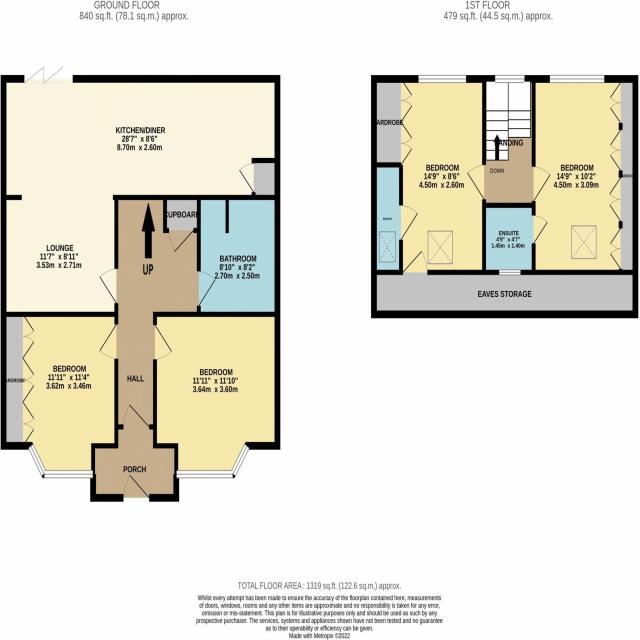 GROUND FLOOR
840 sq.ft. (78.1 sq.m.) approx.
1ST FLOOR
479 sq.ft. (44.5 sq.m.) approx.
KITCHEN/DINER
28'7" x 8'6"
8.70m x 2.60m
LOUNGE
11'7" x 8'11"
3.53m x 2.71m
UP
CUPBOARD
BATHROOM
8'10" x 8'2"
2.70m x 2.50m
BEDROOM
11'11" x 11'4"
3.62m x 3.46m
BEDROOM
11'11" x 11'10"
3.64m x 3.60m
HALL
PORCH
ARDROBE
ARDROBE
BEDROOM
14'9" x 8'6"
4.50m x 2.60m
LANDING
DOWN
BEDROOM
14'9" x 10'2"
4.50m x 3.09m
ENSUITE
4'9" x 4'7"
1.45m x 1.40m
EAVES STORAGE
TOTAL FLOOR AREA : 1319 sq.ft. (122.6 sq.m.) approx.
Whilst every attempt has been made to ensure the accuracy of the floorplan contained here, measurements
of doors, windows, rooms and any other items are approximate and no responsibility is taken for any error,
omission or mis-statement. This plan is for illustrative purposes only and should be used as such by any
prospective purchaser. The services, systems and appliances shown have not been tested and no guarantee
as to their operability or efficiency can be given.
Made with Metropix ©2022